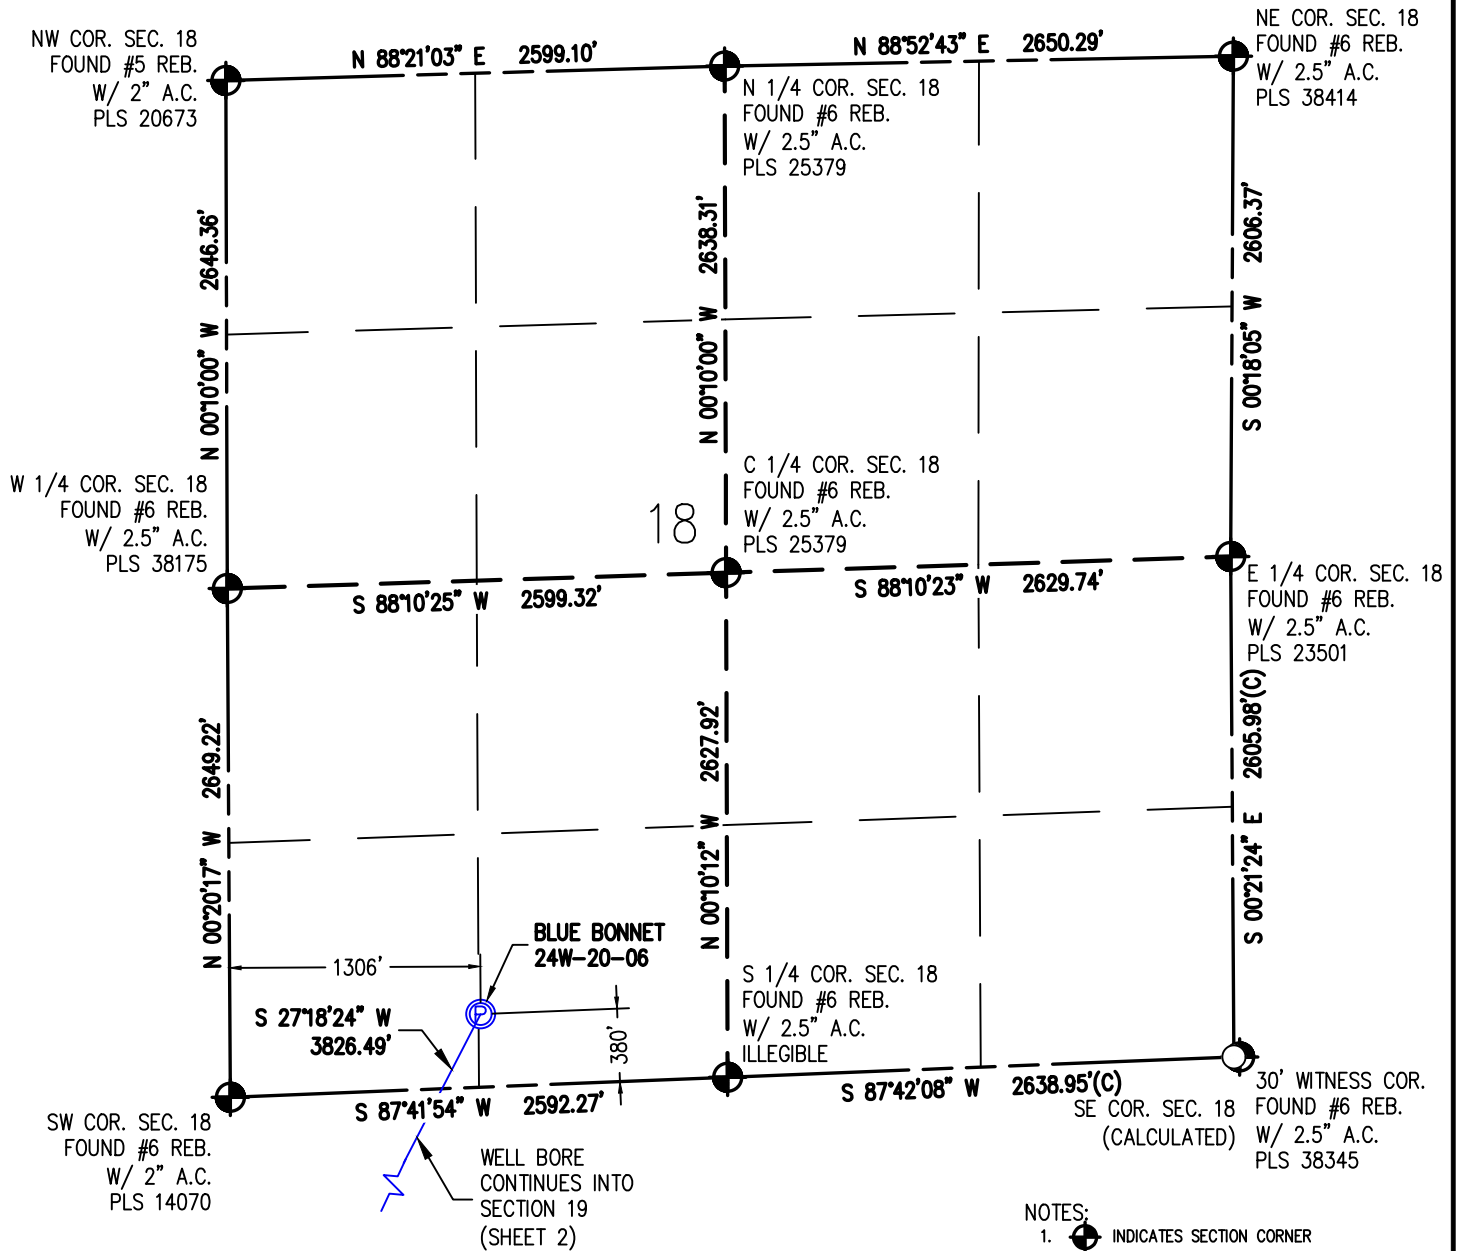 NW COR. SEC. 18
FOUND #5 REB.
W/ 2" A.C.
PLS 20673
N 88°21'03" E 2599.10'
N 88°52'43" E 2650.29'
NE COR. SEC. 18
FOUND #6 REB.
W/ 2.5" A.C.
PLS 38414
N 1/4 COR. SEC. 18
FOUND #6 REB.
W/ 2.5" A.C.
PLS 25379
N 00°10'00" W 2646.36'
N 00°10'00" W 2638.31'
S 00°18'05" W 2606.37'
W 1/4 COR. SEC. 18
FOUND #6 REB.
W/ 2.5" A.C.
PLS 38175
18
C 1/4 COR. SEC. 18
FOUND #6 REB.
W/ 2.5" A.C.
PLS 25379
S 88°10'25" W 2599.32'
S 88°10'23" W 2629.74'
E 1/4 COR. SEC. 18
FOUND #6 REB.
W/ 2.5" A.C.
PLS 23501
N 00°20'17" W 2649.22'
N 00°10'12" W 2627.92'
S 00°21'24" E 2605.98'(C)
BLUE BONNET
24W-20-06
1306'
P
S 27°18'24" W
3826.49'
380'
S 1/4 COR. SEC. 18
FOUND #6 REB.
W/ 2.5" A.C.
ILLEGIBLE
S 87°41'54" W 2592.27'
S 87°42'08" W 2638.95'(C)
SW COR. SEC. 18
FOUND #6 REB.
W/ 2" A.C.
PLS 14070
WELL BORE
CONTINUES INTO
SECTION 19
(SHEET 2)
SE COR. SEC. 18
(CALCULATED)
30' WITNESS COR.
FOUND #6 REB.
W/ 2.5" A.C.
PLS 38345
NOTES:
1. INDICATES SECTION CORNER